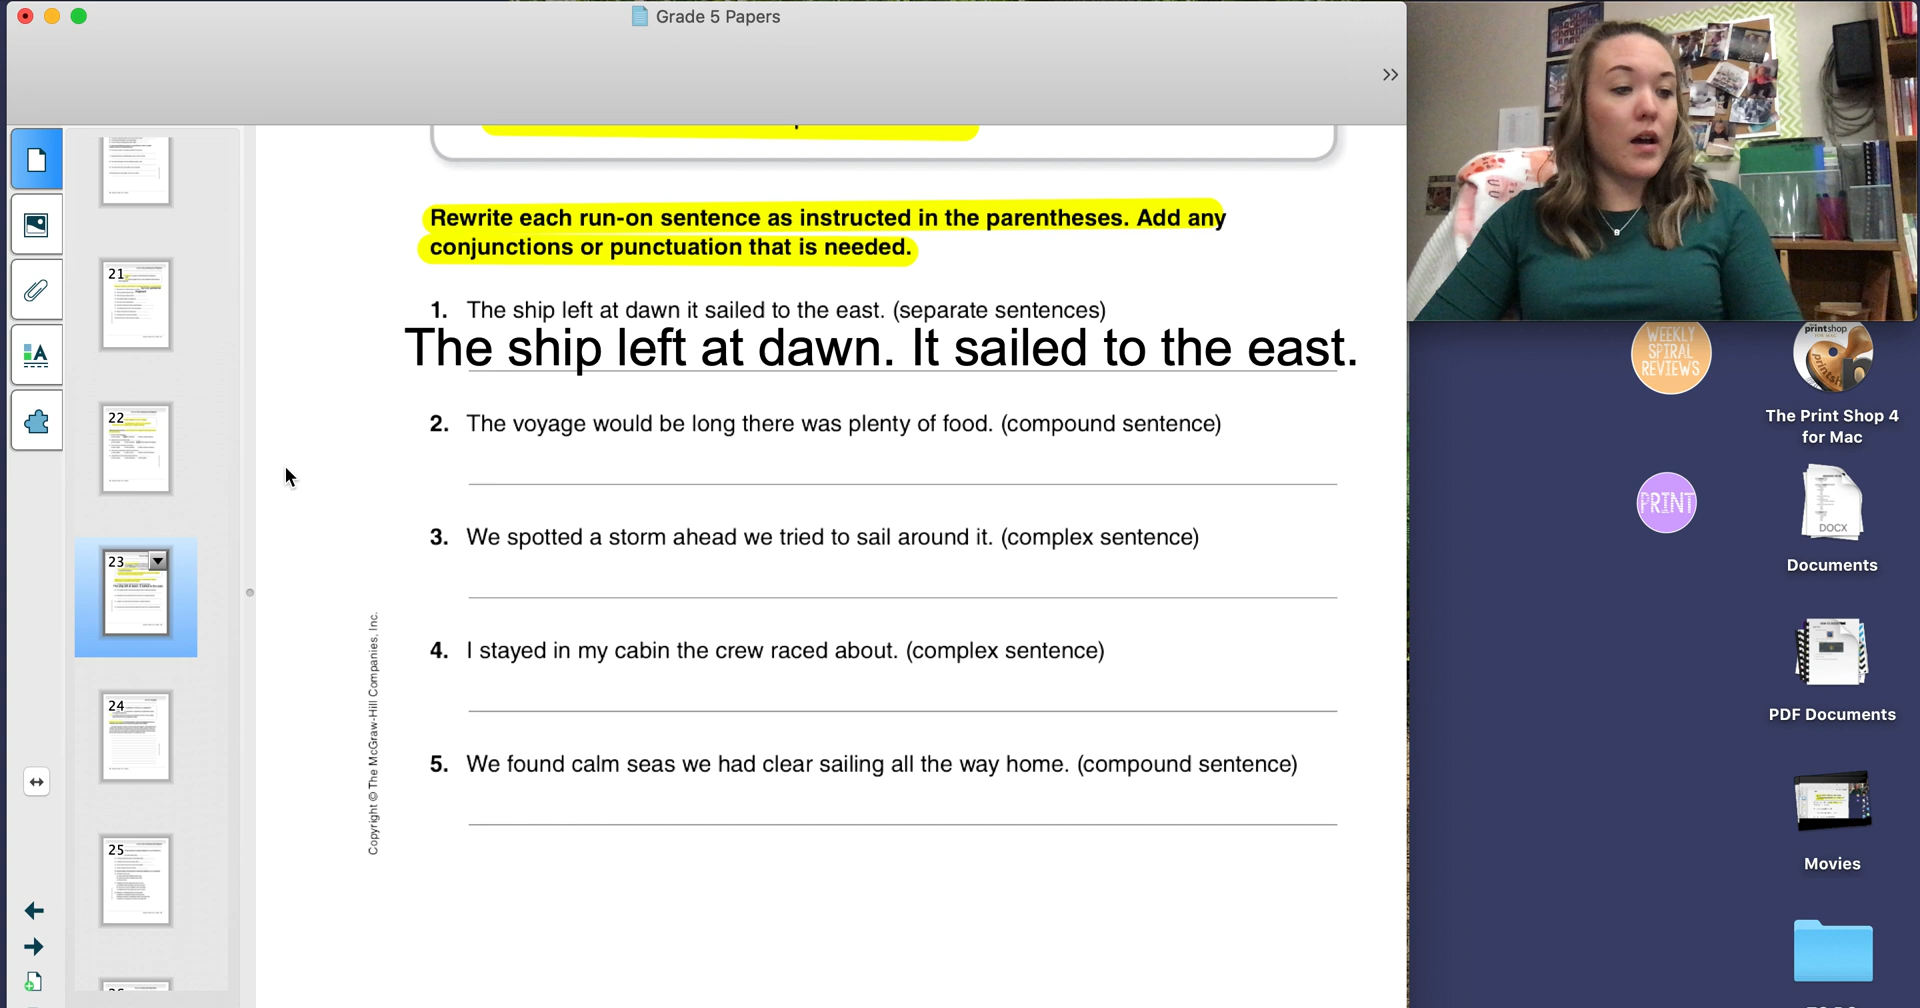 Grade 5 Papers
Rewrite each run-on sentence as instructed in the parentheses. Add any
conjunctions or punctuation that is needed.
1. The ship left at dawn it sailed to the east. (separate sentences)
The ship left at dawn. It sailed to the east.
2. The voyage would be long there was plenty of food. (compound sentence)
3. We spotted a storm ahead we tried to sail around it. (complex sentence)
4. I stayed in my cabin the crew raced about. (complex sentence)
5. We found calm seas we had clear sailing all the way home. (compound sentence)
Copyright © The McGraw-Hill Companies, Inc.
21
22
23
24
25
WEEKLY
SPIRAL
REVIEWS
printshop
The Print Shop 4
for Mac
PRINT
DOCX
Documents
PDF Documents
Movies